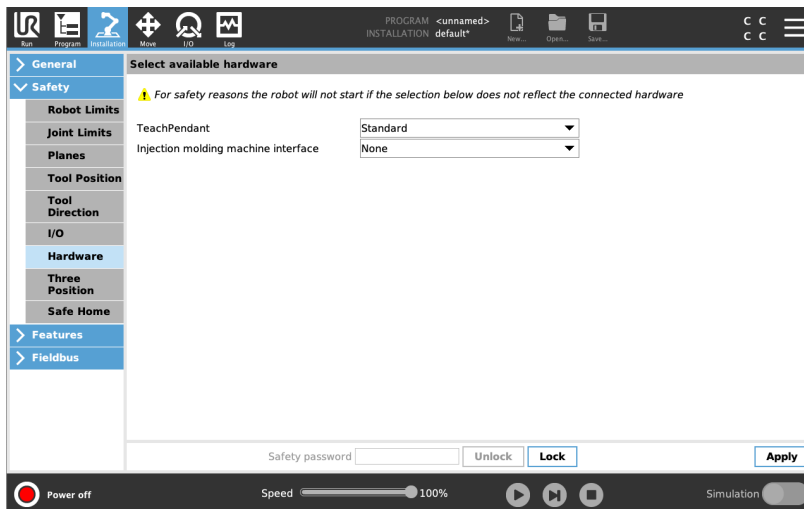 UR
PROGRAM <unnamed>
INSTALLATION default*
C C
C C
Run Program Installation Move I/O Log New... Open... Save...
General
Select available hardware
Safety
For safety reasons the robot will not start if the selection below does not reflect the connected hardware
Robot Limits
Joint Limits
TeachPendant Standard
Injection molding machine interface None
Planes
Tool Position
Tool
Direction
I/O
Hardware
Three
Position
Safe Home
Features
Fieldbus
Safety password Unlock Lock Apply
Power off Speed 100% Simulation